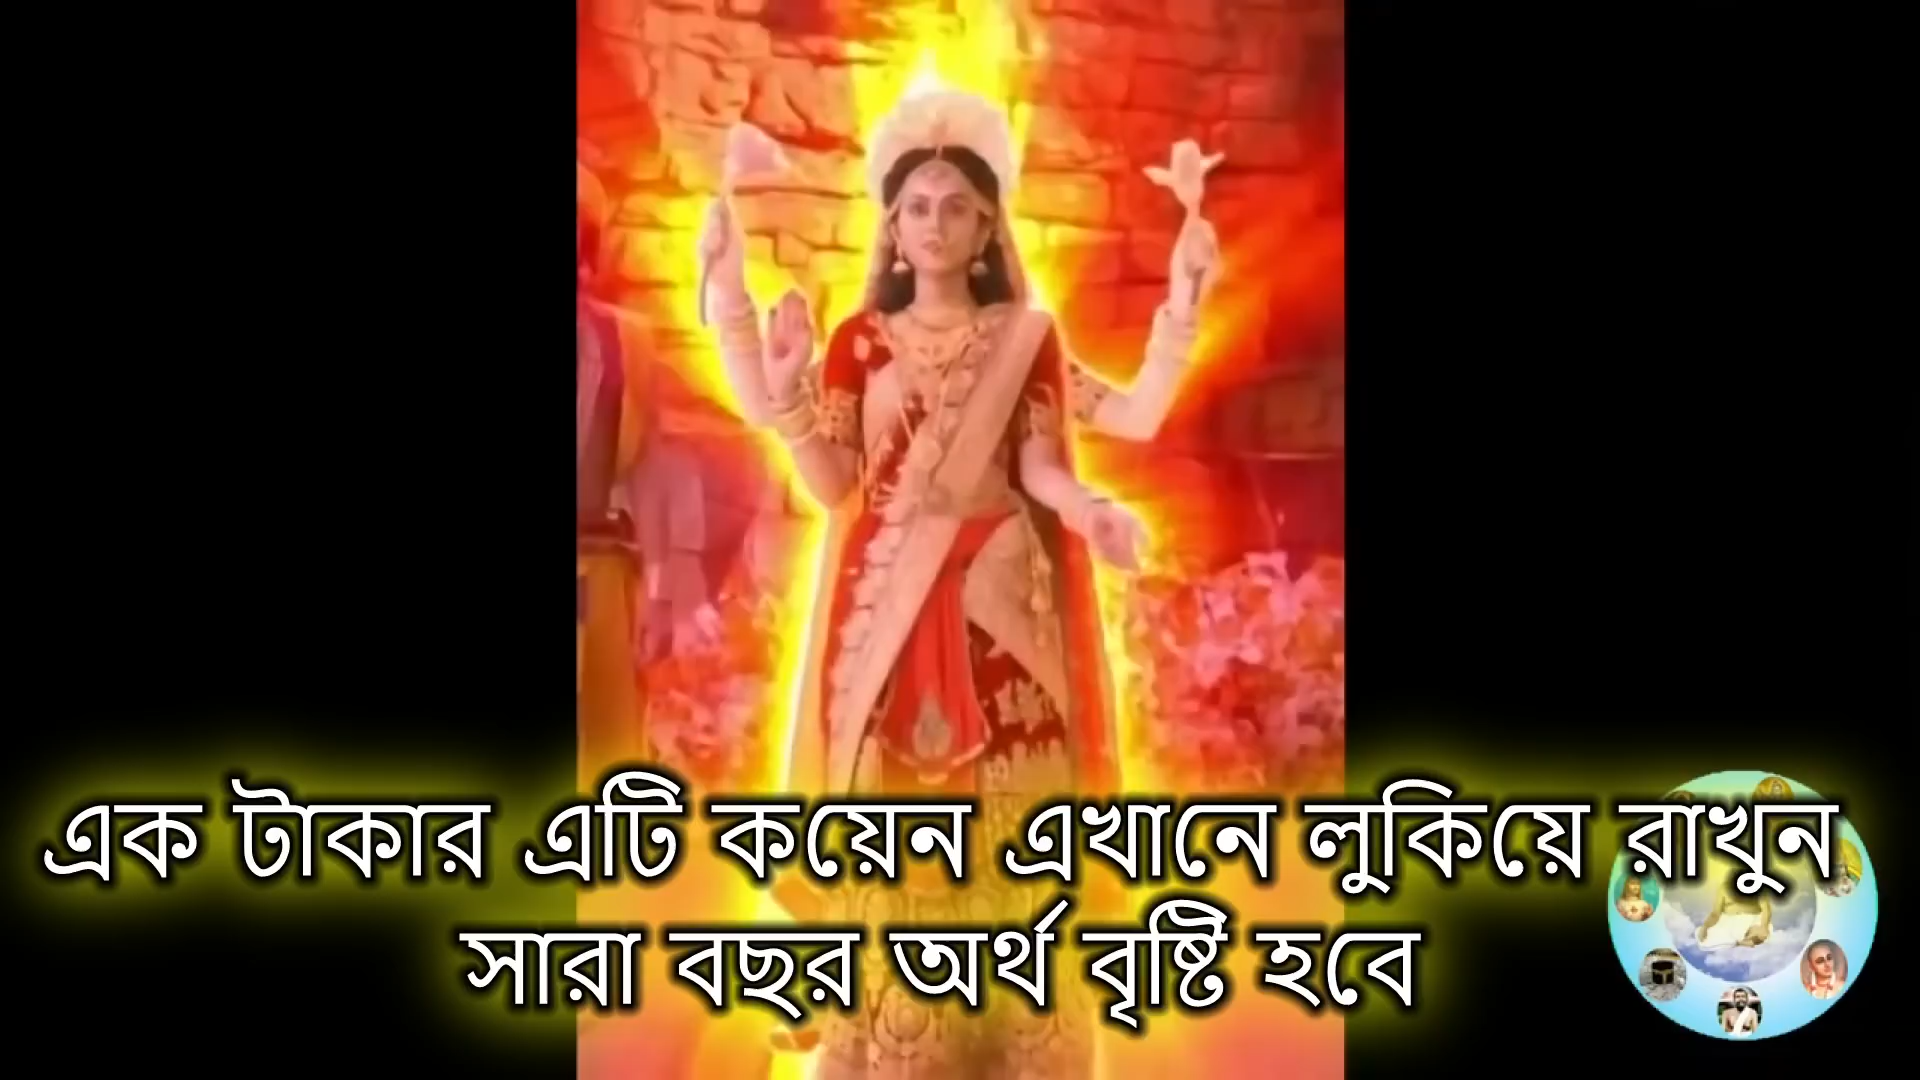 এক টাকার এটি কয়েন এখানে লুকিয়ে রাখুন
সারা বছর অর্থ বৃষ্টি হবে